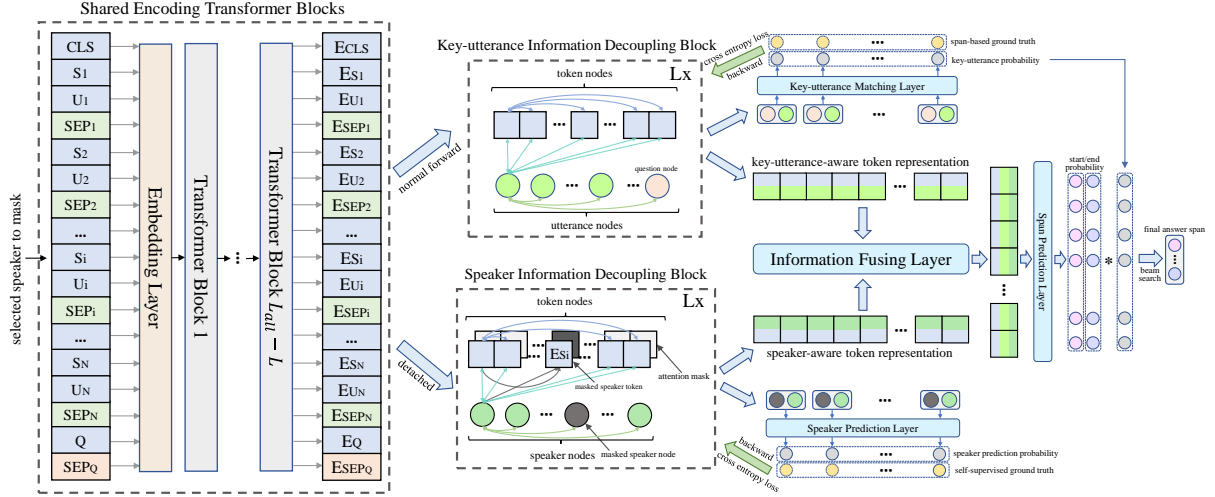 Shared Encoding Transformer Blocks
selected speaker to mask
CLS
S1
U1
SEP1
S2
U2
SEP2
...
Si
Ui
SEPi
...
SN
UN
SEPN
Q
SEPQ
Embedding Layer
Transformer Block 1
...
Transformer Block Lall − L
ECLS
ES1
EU1
ESEP1
ES2
EU2
ESEP2
...
ESi
EUi
ESEPi
...
ESN
EUN
ESEPN
EQ
ESEPQ
normal forward
detached
Key-utterance Information Decoupling Block
Lx
token nodes
...
...
...
...
question node
utterance nodes
Speaker Information Decoupling Block
Lx
token nodes
...
...
ESi
attention mask
masked speaker token
...
...
masked speaker node
speaker nodes
cross entropy loss
backward
...
span-based ground truth
key-utterance probability
Key-utterance Matching Layer
...
key-utterance-aware token representation
...
Information Fusing Layer
...
speaker-aware token representation
...
Speaker Prediction Layer
backward
cross entropy loss
speaker prediction probability
...
self-supervised ground truth
...
Span Prediction Layer
start/end
probability
*
beam
search
final answer span
...